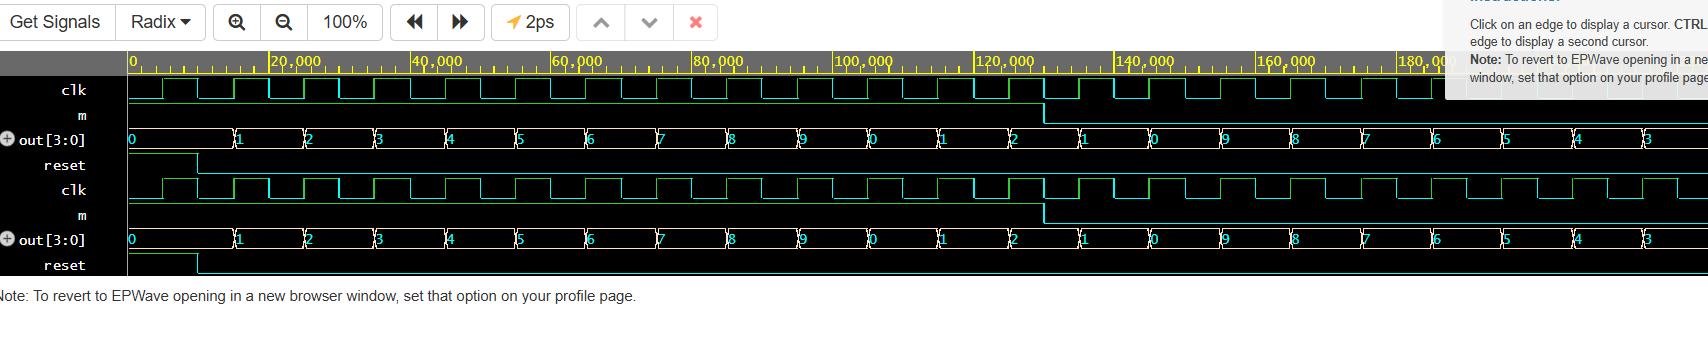 Get Signals Radix 100% 2ps
Click on an edge to display a cursor. CTRL
edge to display a second cursor.
Note: To revert to EPWave opening in a ne
window, set that option on your profile page
0 20,000 40,000 60,000 80,000 100,000 120,000 140,000 160,000 180,000
clk
m
out[3:0] 0 1 2 3 4 5 6 7 8 9 0 1 2 1 0 9 8 7 6 5 4 3
reset
clk
m
out[3:0] 0 1 2 3 4 5 6 7 8 9 0 1 2 1 0 9 8 7 6 5 4 3
reset
Note: To revert to EPWave opening in a new browser window, set that option on your profile page.